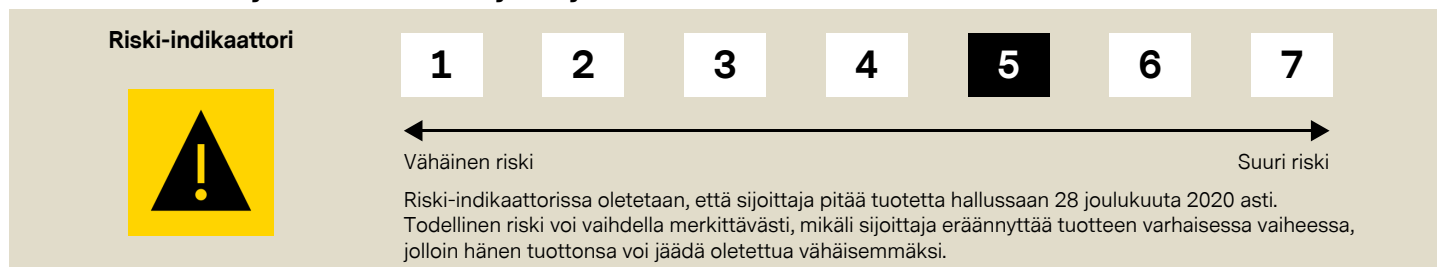 Riski-indikaattori
1 2 3 4 5 6 7
Vähäinen riski Suuri riski
Riski-indikaattorissa oletetaan, että sijoittaja pitää tuotetta hallussaan 28 joulukuuta 2020 asti.
Todellinen riski voi vaihdella merkittävästi, mikäli sijoittaja eräännyttää tuotteen varhaisessa vaiheessa,
jolloin hänen tuottonsa voi jäädä oletettua vähäisemmäksi.